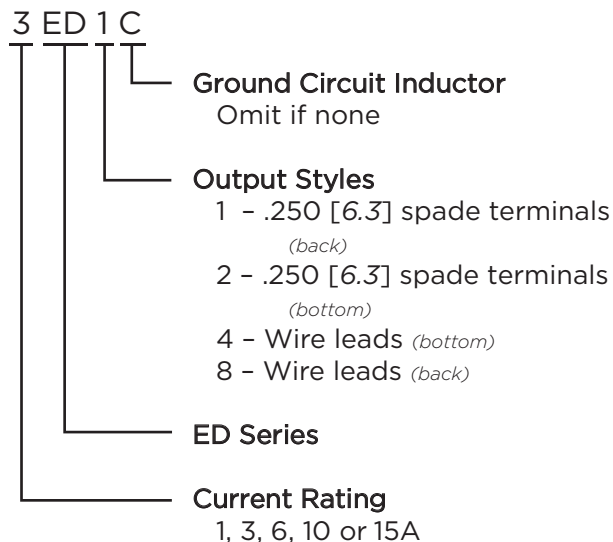 3 ED 1 C
Ground Circuit Inductor
Omit if none
Output Styles
1 – .250 [6.3] spade terminals
(back)
2 – .250 [6.3] spade terminals
(bottom)
4 – Wire leads (bottom)
8 – Wire leads (back)
ED Series
Current Rating
1, 3, 6, 10 or 15A